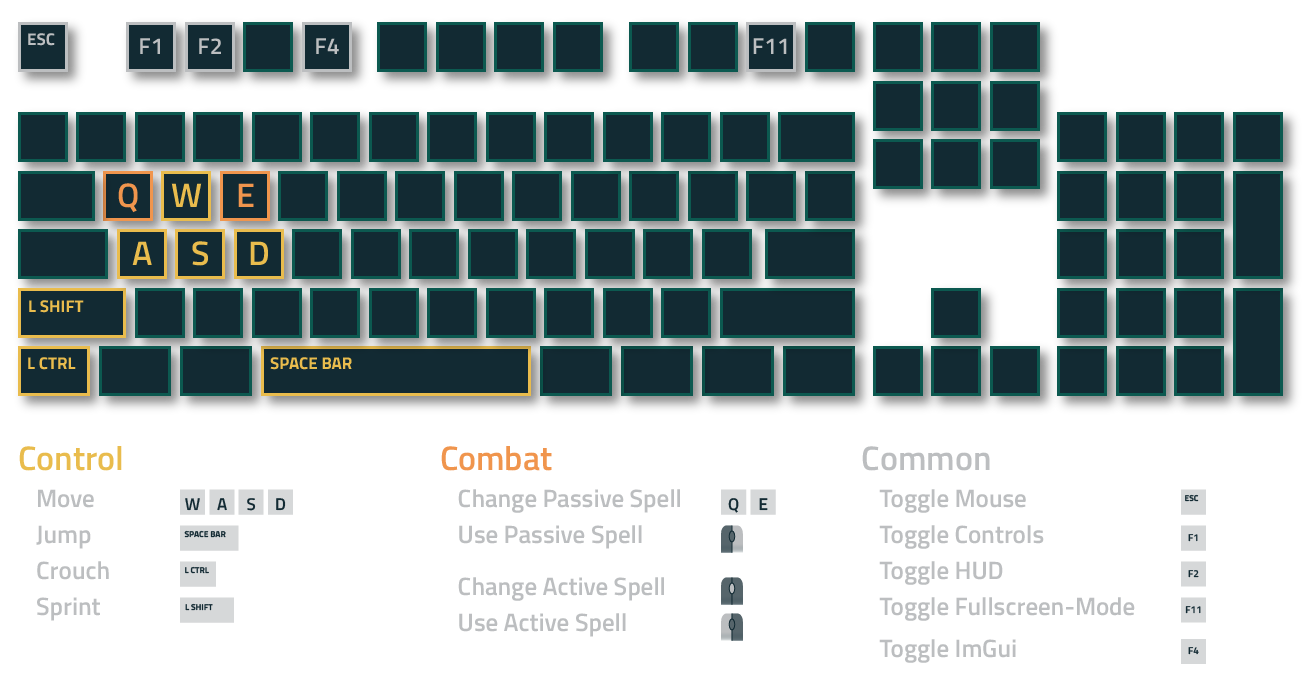 ESC F1 F2 F4 F11
Q W E
A S D
L SHIFT
L CTRL SPACE BAR
Control
Move W A S D
Jump SPACE BAR
Crouch L CTRL
Sprint L SHIFT
Combat
Change Passive Spell Q E
Use Passive Spell
Change Active Spell
Use Active Spell
Common
Toggle Mouse ESC
Toggle Controls F1
Toggle HUD F2
Toggle Fullscreen-Mode F11
Toggle ImGui F4